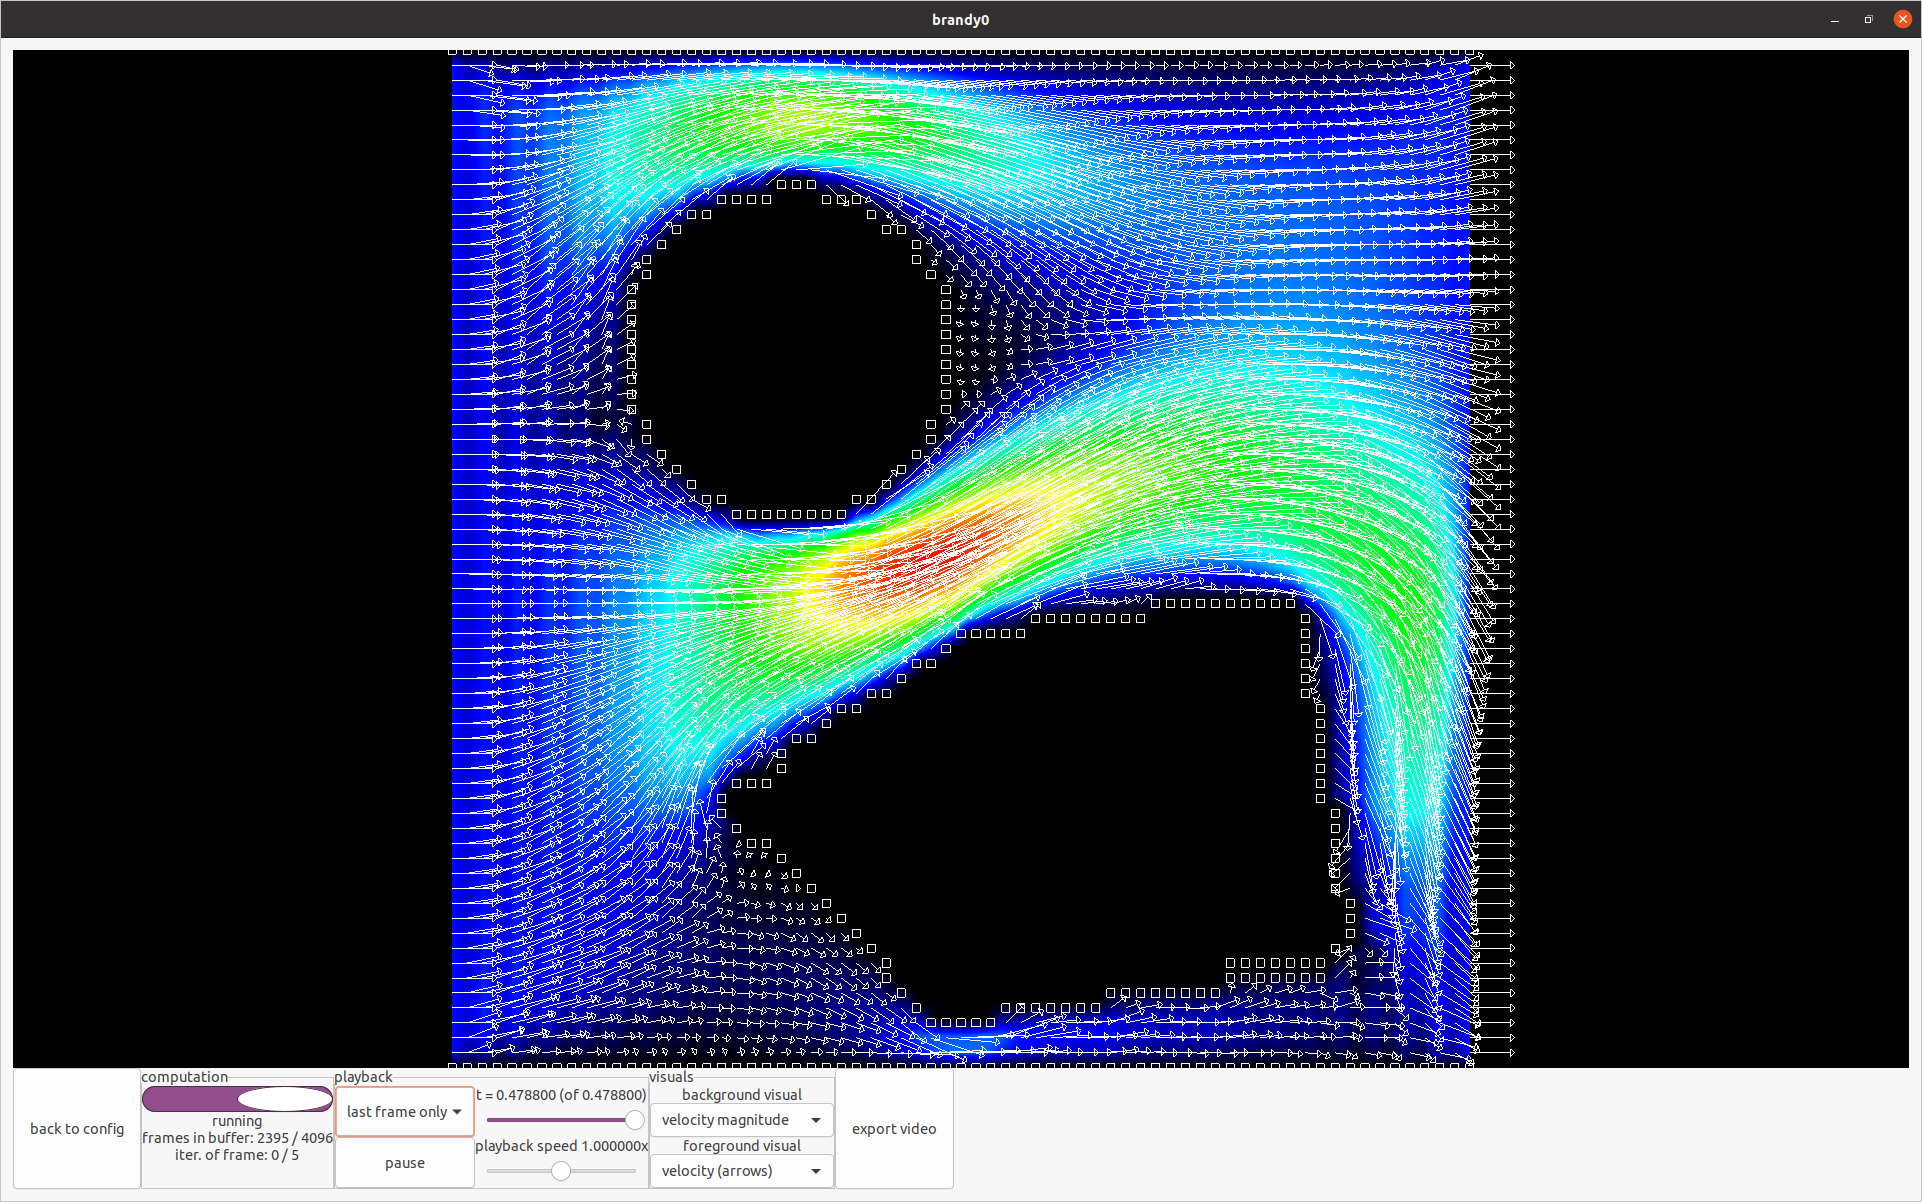 brandy0
back to config
computation
running
frames in buffer: 2395 / 4096
iter. of frame: 0 / 5
playback
last frame only
pause
t = 0.478800 (of 0.478800)
playback speed 1.000000x
visuals
background visual
velocity magnitude
foreground visual
velocity (arrows)
export video